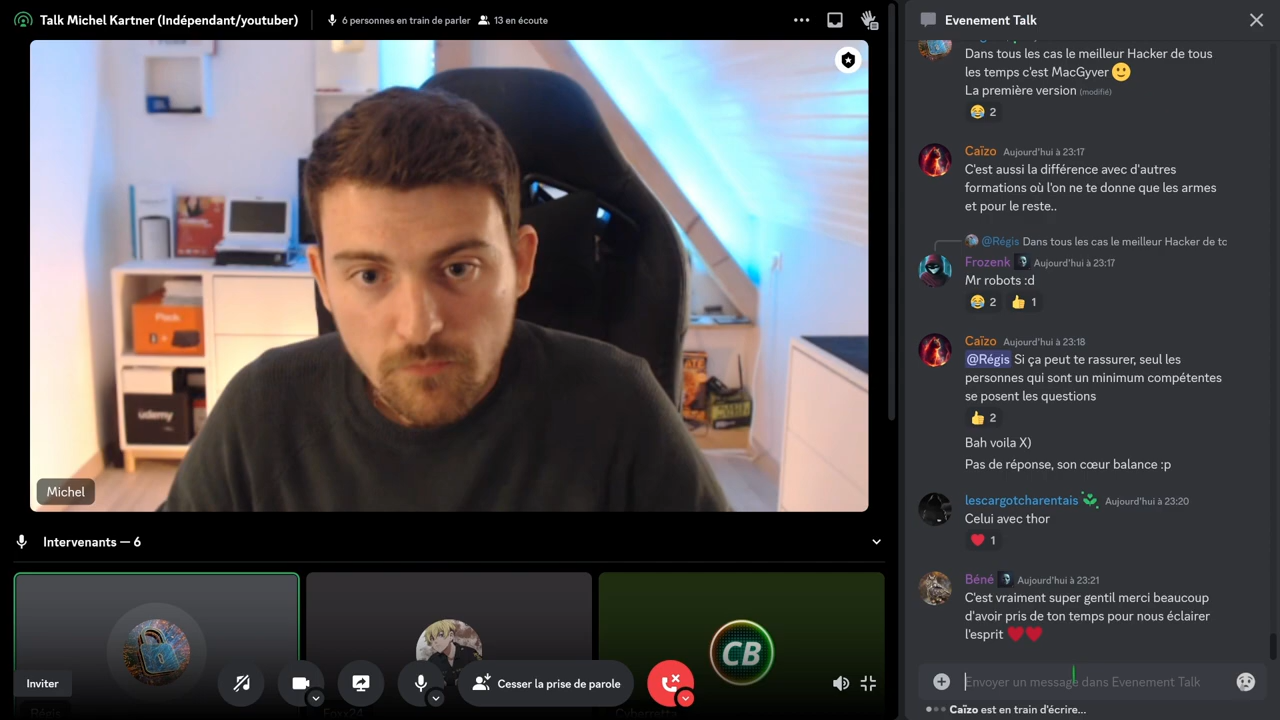 Talk Michel Kartner (Indépendant/youtuber)
6 personnes en train de parler
13 en écoute
Pack
udemy
Michel
Intervenants — 6
CB
Inviter
Cesser la prise de parole
Régis
Evenement Talk
Dans tous les cas le meilleur Hacker de tous
les temps c'est MacGyver
La première version (modifié)
2
Caïzo Aujourd'hui à 23:17
C'est aussi la différence avec d'autres
formations où l'on ne te donne que les armes
et pour le reste..
@Régis Dans tous les cas le meilleur Hacker de to
Frozenk Aujourd'hui à 23:17
Mr robots :d
2 1
Caïzo Aujourd'hui à 23:18
@Régis Si ça peut te rassurer, seul les
personnes qui sont un minimum compétentes
se posent les questions
2
Bah voila X)
Pas de réponse, son cœur balance :p
lescargotcharentais Aujourd'hui à 23:20
Celui avec thor
1
Béné Aujourd'hui à 23:21
C'est vraiment super gentil merci beaucoup
d'avoir pris de ton temps pour nous éclairer
l'esprit
Envoyer un message dans Evenement Talk
Caïzo est en train d'écrire...